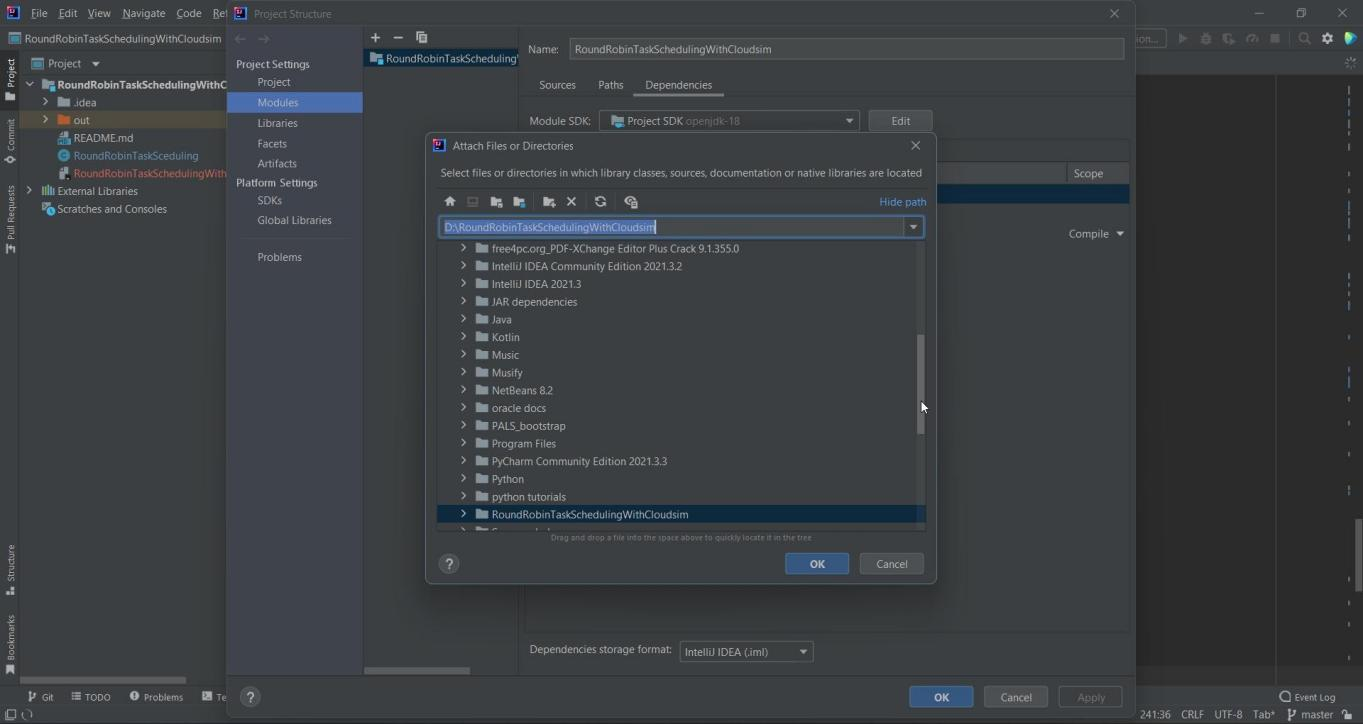 File Edit View Navigate Code Ref
Project Structure
RoundRobinTaskSchedulingWithCloudsim
Project
RoundRobinTaskSchedulingWithC
.idea
out
README.md
RoundRobinTaskSceduling
RoundRobinTaskSchedulingWith
External Libraries
Scratches and Consoles
Project
Commit
Pull Requests
Structure
Bookmarks
Project Settings
Project
Modules
Libraries
Facets
Artifacts
Platform Settings
SDKs
Global Libraries
Problems
RoundRobinTaskScheduling
Name: RoundRobinTaskSchedulingWithCloudsim
Sources Paths Dependencies
Module SDK: Project SDK openjdk-18 Edit
Scope
Compile
Attach Files or Directories
Select files or directories in which library classes, sources, documentation or native libraries are located
Hide path
D:\RoundRobinTaskSchedulingWithCloudsim
free4pc.org_PDF-XChange Editor Plus Crack 9.1.355.0
IntelliJ IDEA Community Edition 2021.3.2
IntelliJ IDEA 2021.3
JAR dependencies
Java
Kotlin
Music
Musify
NetBeans 8.2
oracle docs
PALS_bootstrap
Program Files
PyCharm Community Edition 2021.3.3
Python
python tutorials
RoundRobinTaskSchedulingWithCloudsim
Drag and drop a file into the space above to quickly locate it in the tree
? OK Cancel
Dependencies storage format: IntelliJ IDEA (.iml)
? OK Cancel Apply
Git TODO Problems Te
Event Log
241:36 CRLF UTF-8 Tab* master